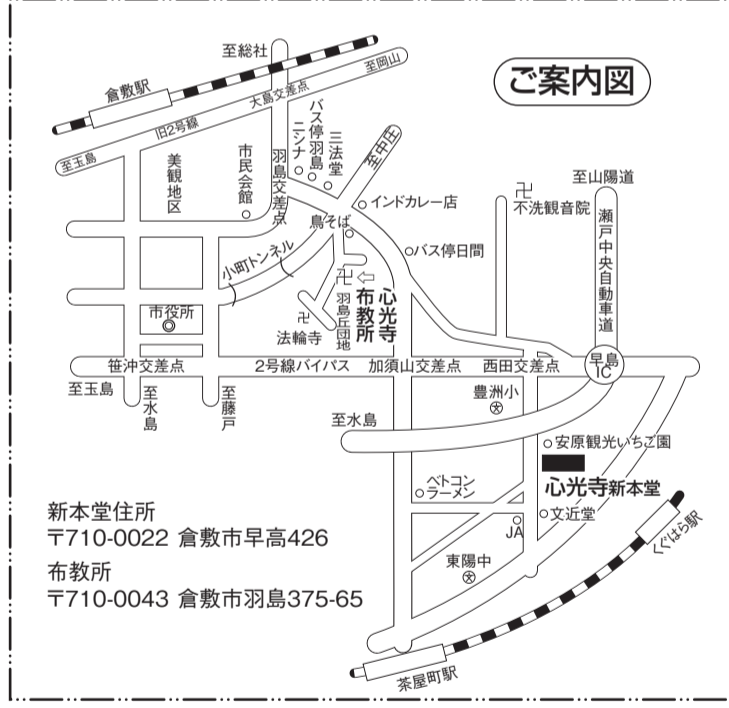 ご案内図
至総社
至岡山
倉敷駅
大島交差点
旧2号線
至玉島
美観地区
市民会館
羽島交差点
ニシナ
バス停羽島
三法堂
至中庄
インドカレー店
鳥そば
バス停日間
卍
不洗観音院
至山陽道
瀬戸中央自動車道
小町トンネル
市役所
卍
法輪寺
卍⇦
羽島丘団地
心光寺
布教所
笹沖交差点
2号線バイパス
加須山交差点
西田交差点
早島
IC
至玉島
至水島
至藤戸
豊洲小
至水島
安原観光いちご園
心光寺新本堂
ベトコン
ラーメン
文近堂
JA
東陽中
くぐはら駅
茶屋町駅
新本堂住所
〒710-0022 倉敷市早高426
布教所
〒710-0043 倉敷市羽島375-65